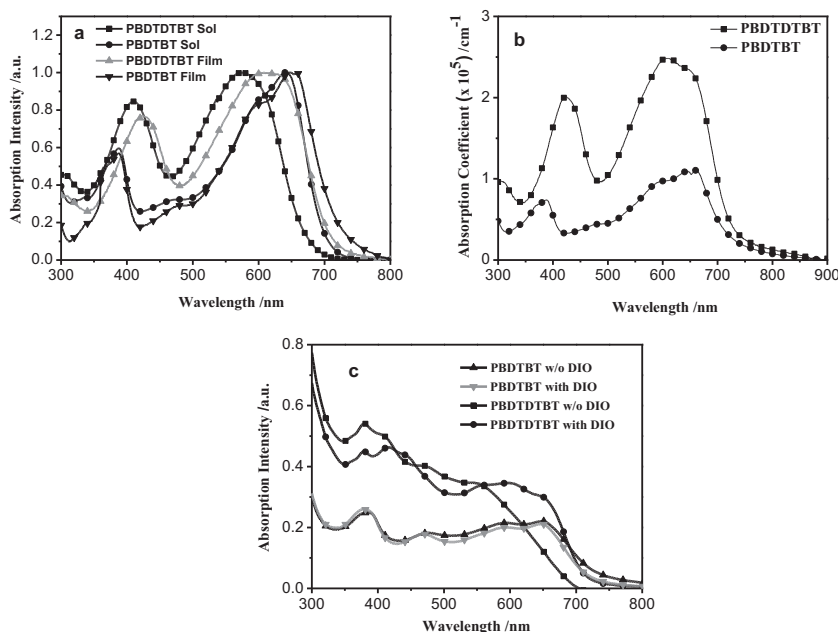 a
PBDTDTBT Sol
PBDTBT Sol
PBDTDTBT Film
PBDTBT Film
Absorption Intensity /a.u.
1.0
0.8
0.6
0.4
0.2
0.0
300 400 500 600 700 800
Wavelength /nm
b
PBDTDTBT
PBDTBT
Absorption Coefficient (x 10⁵) /cm⁻¹
3
2
1
0
300 400 500 600 700 800 900
Wavelength /nm
c
PBDTBT w/o DIO
PBDTBT with DIO
PBDTDTBT w/o DIO
PBDTDTBT with DIO
Absorption Intensity /a.u.
0.8
0.6
0.4
0.2
0.0
300 400 500 600 700 800
Wavelength /nm